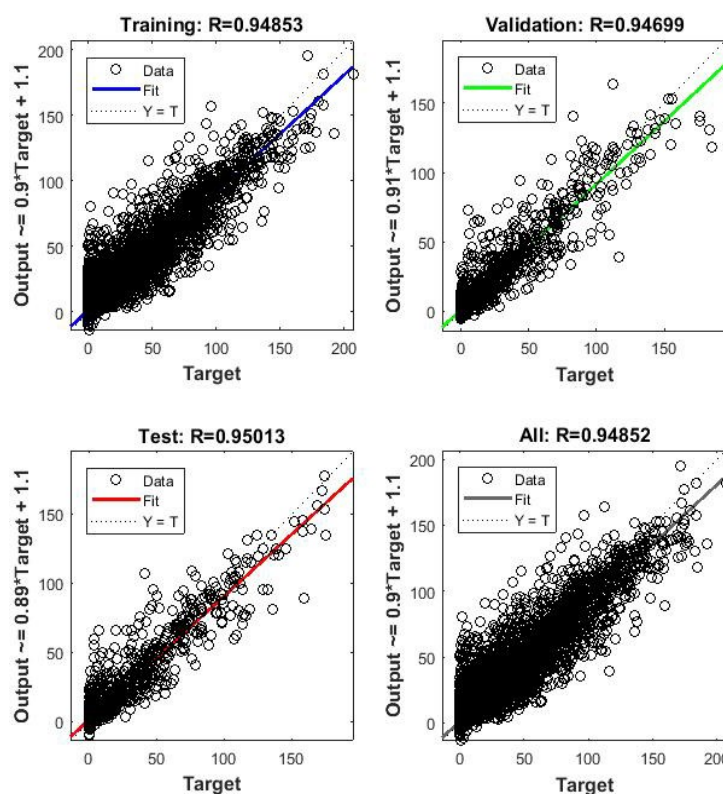 Training: R=0.94853
Output ~= 0.9*Target + 1.1
200
150
100
50
0
Data
Fit
Y = T
0
50
100
150
200
Target
Validation: R=0.94699
Output ~= 0.91*Target + 1.1
150
100
50
0
Data
Fit
Y = T
0
50
100
150
Target
Test: R=0.95013
Output ~= 0.89*Target + 1.1
150
100
50
0
Data
Fit
Y = T
0
50
100
150
Target
All: R=0.94852
Output ~= 0.9*Target + 1.1
200
150
100
50
0
Data
Fit
Y = T
0
50
100
150
200
Target